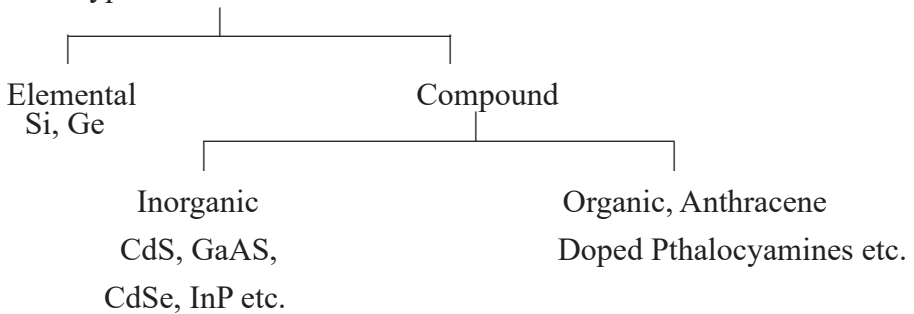 Elemental
Compound
Si, Ge
Inorganic
Organic, Anthracene
CdS, GaAS,
Doped Pthalocyamines etc.
CdSe, InP etc.